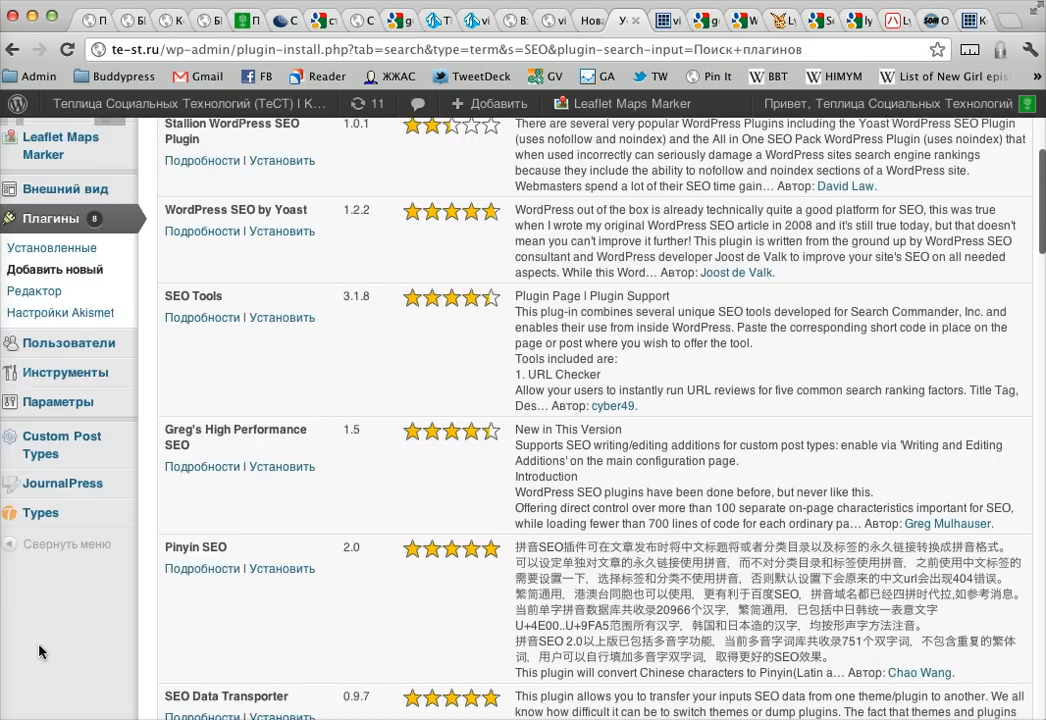 te-st.ru/wp-admin/plugin-install.php?tab=search&type=term&s=SEO&plugin-search-input=Поиск+плагинов
Admin Buddypress Gmail FB Reader ЖЖАС TweetDeck GV GA TW Pin It BBT HIMYM List of New Girl epis »
Теплица Социальных Технологий (ТеСТ) | К... 11 Добавить Leaflet Maps Marker Привет, Теплица Социальных Технологий
Leaflet Maps
Marker
Внешний вид
Плагины 8
Установленные
Добавить новый
Редактор
Настройки Akismet
Пользователи
Инструменты
Параметры
Custom Post
Types
JournalPress
Types
Свернуть меню
Stallion WordPress SEO
Plugin
Подробности | Установить
1.0.1
There are several very popular WordPress Plugins including the Yoast WordPress SEO Plugin
(uses nofollow and noindex) and the All in One SEO Pack WordPress Plugin (uses noindex) that
when used incorrectly can seriously damage a WordPress sites search engine rankings
because they include the ability to nofollow and noindex sections of a WordPress site.
Webmasters spend a lot of their SEO time gain… Автор: David Law.
WordPress SEO by Yoast
Подробности | Установить
1.2.2
WordPress out of the box is already technically quite a good platform for SEO, this was true
when I wrote my original WordPress SEO article in 2008 and it's still true today, but that doesn't
mean you can't improve it further! This plugin is written from the ground up by WordPress SEO
consultant and WordPress developer Joost de Valk to improve your site's SEO on all needed
aspects. While this Word… Автор: Joost de Valk.
SEO Tools
Подробности | Установить
3.1.8
Plugin Page | Plugin Support
This plug-in combines several unique SEO tools developed for Search Commander, Inc. and
enables their use from inside WordPress. Paste the corresponding short code in place on the
page or post where you wish to offer the tool.
Tools included are:
1. URL Checker
Allow your users to instantly run URL reviews for five common search ranking factors. Title Tag,
Des… Автор: cyber49.
Greg's High Performance
SEO
Подробности | Установить
1.5
New in This Version
Supports SEO writing/editing additions for custom post types: enable via 'Writing and Editing
Additions' on the main configuration page.
Introduction
WordPress SEO plugins have been done before, but never like this.
Offering direct control over more than 100 separate on-page characteristics important for SEO,
while loading fewer than 700 lines of code for each ordinary pa… Автор: Greg Mulhauser.
Pinyin SEO
Подробности | Установить
2.0
拼音SEO插件可在文章发布时将中文标题将或者分类目录以及标签的永久链接转换成拼音格式。
可以设定单独对文章的永久链接使用拼音，而不对分类目录和标签使用拼音，之前使用中文标签的
需要设置一下，选择标签和分类不使用拼音，否则默认设置下会原来的中文url会出现404错误。
繁简通用，港澳台同胞也可以使用，更有利于百度SEO，拼音域名都已经四拼时代拉,如参考消息。
当前单字拼音数据库共收录20966个汉字，繁简通用，已包括中日韩统一表意文字
U+4E00..U+9FA5范围所有汉字，韩国和日本造的汉字，均按形声字方法注音。
拼音SEO 2.0以上版已包括多音字功能，当前多音字词库共收录751个双字词，不包含重复的繁体
词，用户可以自行填加多音字双字词，取得更好的SEO效果。
This plugin will convert Chinese characters to Pinyin(Latin a… Автор: Chao Wang.
SEO Data Transporter
Подробности | Установить
0.9.7
This plugin allows you to transfer your inputs SEO data from one theme/plugin to another. We all
know how difficult it can be to switch themes or dump plugins. The fact that themes and plugins